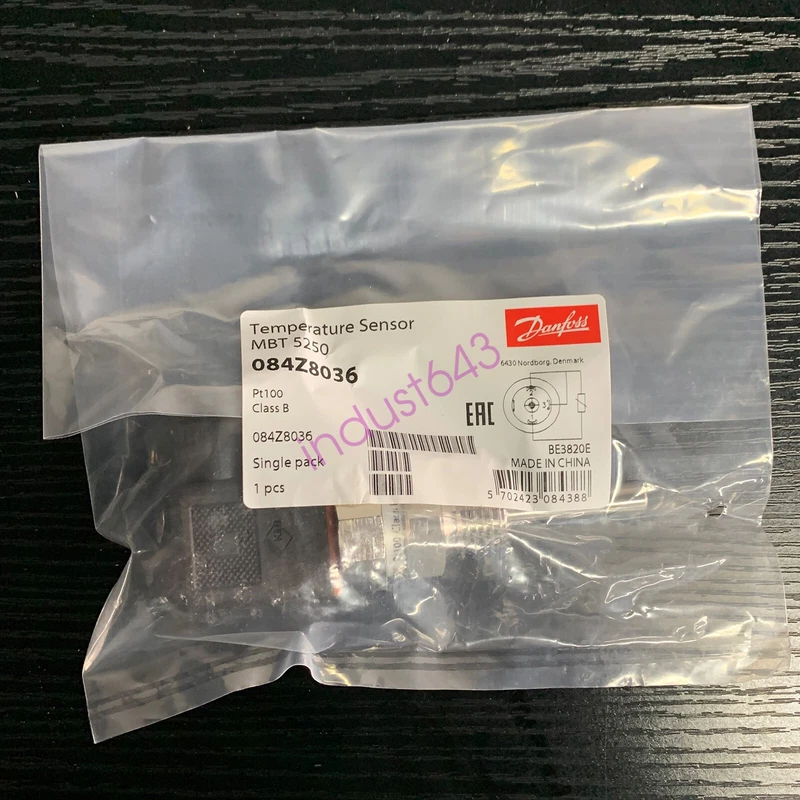 Temperature Sensor
MBT 5250
084Z8036
Pt100
Class B
084Z8036
Single pack
1 pcs
Danfoss
6430 Nordborg, Denmark
EAC
BE3820E
MADE IN CHINA
5 702423 084388
indust643